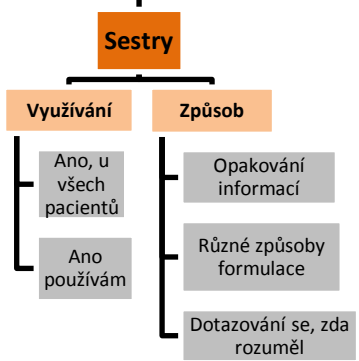 Sestry
Využívání
Způsob
Ano, u
všech
pacientů
Ano
používám
Opakování
informací
Různé způsoby
formulace
Dotazování se, zda
rozuměl